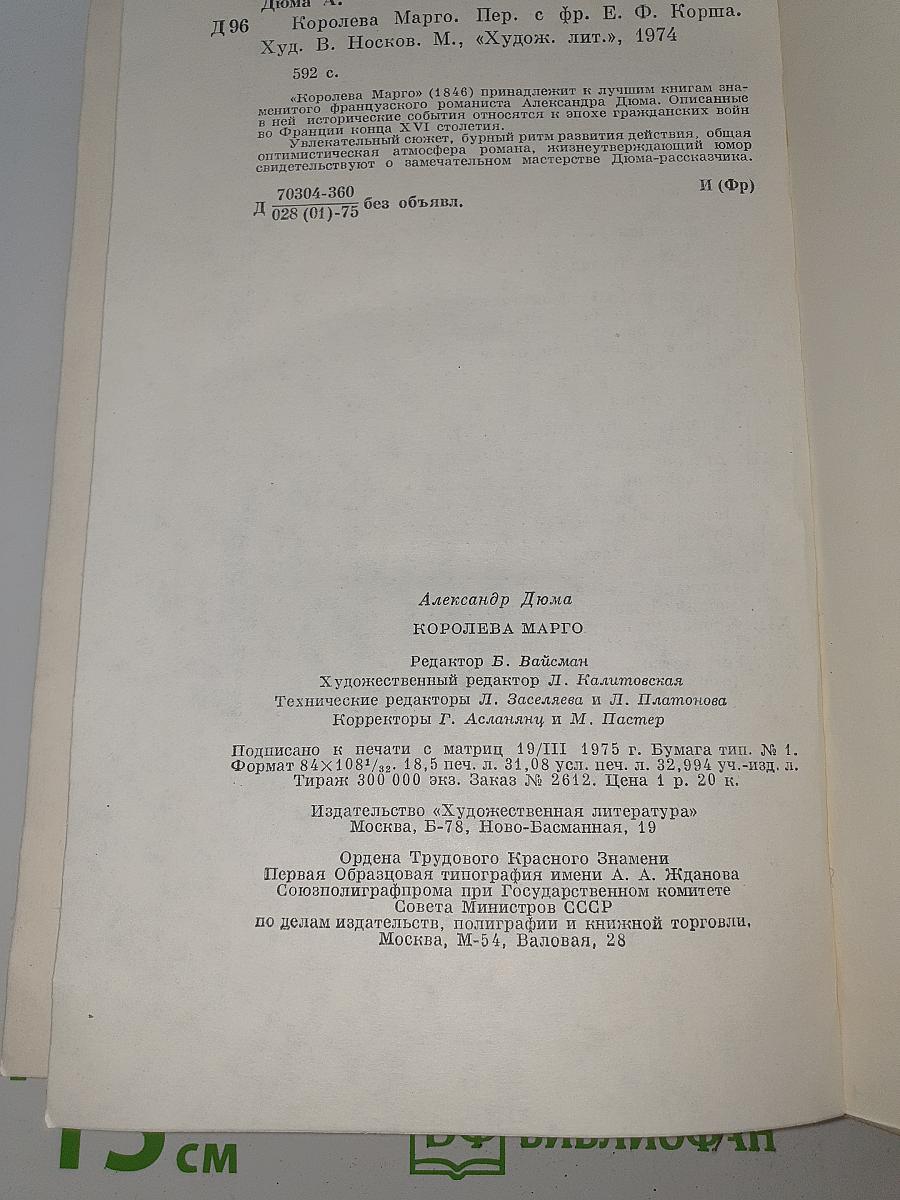 Дюма А.
Д 96
Королева Марго. Пер. с фр. Е. Ф. Корша.
Худ. В. Носков. М., «Худож. лит.», 1974
592 с.
«Королева Марго» (1846) принадлежит к лучшим книгам зна-
менитого французского романиста Александра Дюма. Описанные
в ней исторические события относятся к эпохе гражданских войн
во Франции конца XVI столетия.
Увлекательный сюжет, бурный ритм развития действия, общая
оптимистическая атмосфера романа, жизнеутверждающий юмор
свидетельствуют о замечательном мастерстве Дюма-рассказчика.
Д 70304-360
028 (01)-75 без объявл.
И (Фр)
Александр Дюма
КОРОЛЕВА МАРГО
Редактор Б. Вайсман
Художественный редактор Л. Калитовская
Технические редакторы Л. Заселяева и Л. Платонова
Корректоры Г. Асланянц и М. Пастер
Подписано к печати с матриц 19/III 1975 г. Бумага тип. № 1.
Формат 84×108¹/₃₂. 18,5 печ. л. 31,08 усл. печ. л. 32,994 уч.-изд. л.
Тираж 300 000 экз. Заказ № 2612. Цена 1 р. 20 к.
Издательство «Художественная литература»
Москва, Б-78, Ново-Басманная, 19
Ордена Трудового Красного Знамени
Первая Образцовая типография имени А. А. Жданова
Союзполиграфпрома при Государственном комитете
Совета Министров СССР
по делам издательств, полиграфии и книжной торговли,
Москва, М-54, Валовая, 28
15 см
БФ БИБЛИОФАН